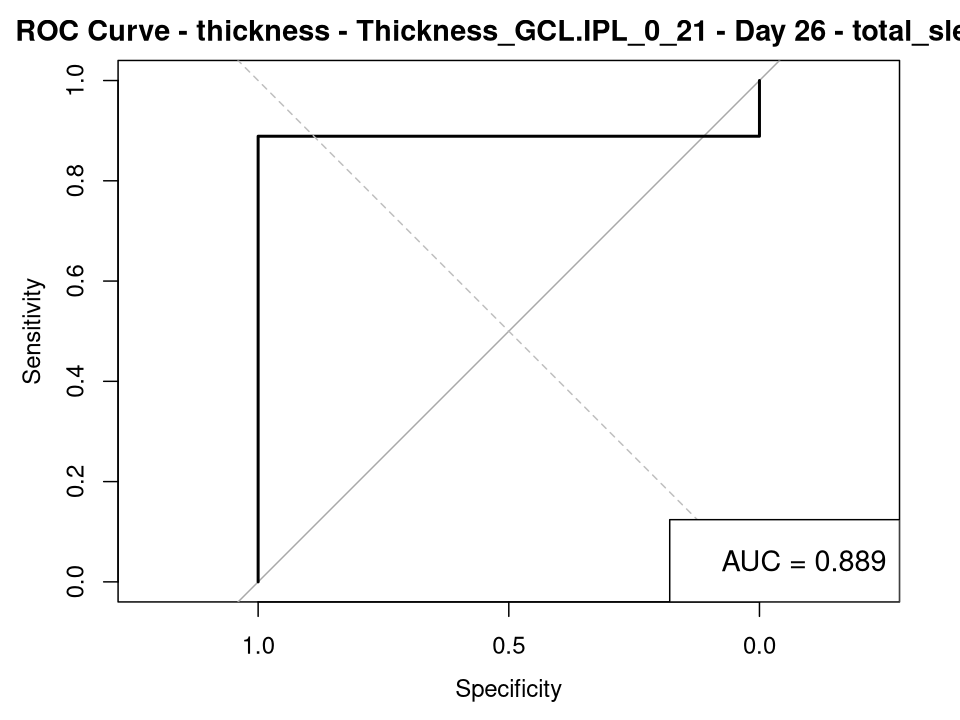 ROC Curve - thickness - Thickness_GCL.IPL_0_21 - Day 26 - total_sle
1.0
0.8
0.6
0.4
0.2
0.0
Sensitivity
AUC = 0.889
1.0 0.5 0.0
Specificity